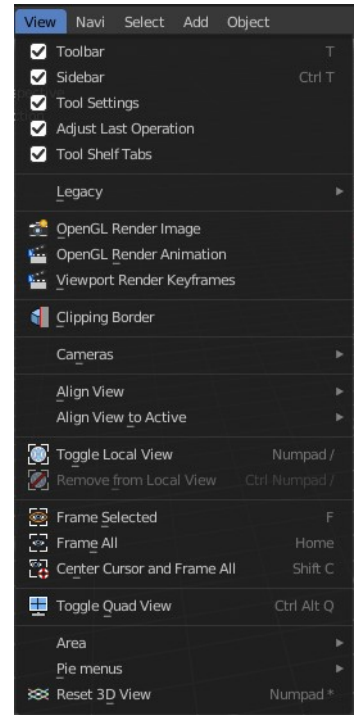 View Navi Select Add Object
Toolbar T
Sidebar Ctrl T
Tool Settings
Adjust Last Operation
Tool Shelf Tabs
Legacy
OpenGL Render Image
OpenGL Render Animation
Viewport Render Keyframes
Clipping Border
Cameras
Align View
Align View to Active
Toggle Local View Numpad /
Remove from Local View Ctrl Numpad /
Frame Selected F
Frame All Home
Center Cursor and Frame All Shift C
Toggle Quad View Ctrl Alt Q
Area
Pie menus
Reset 3D View Numpad *